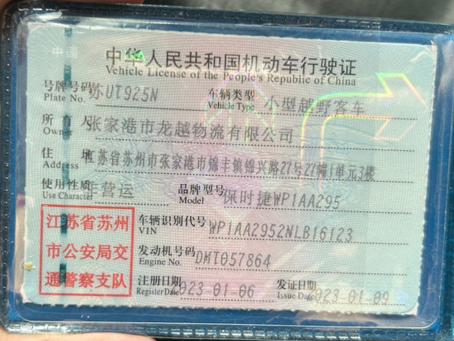 中华人民共和国机动车行驶证
Vehicle License of the People's Republic of China
号牌号码 苏UT925N 车辆类型 小型越野客车
Plate No. Vehicle Type
所有人 张家港市龙越物流有限公司
Owner
住址 江苏省苏州市张家港市锦丰镇锦兴路27号27幢1单元3楼
Address
使用性质 非营运 品牌型号 保时捷WP1AA295
Use Character Model
江苏省苏州
市公安局交
通警察支队
车辆识别代号 WP1AA2952NLB16123
VIN
发动机号码 DMT057864
Engine No.
注册日期 023-01-06 发证日期 023-01-09
Register Date Issue Date